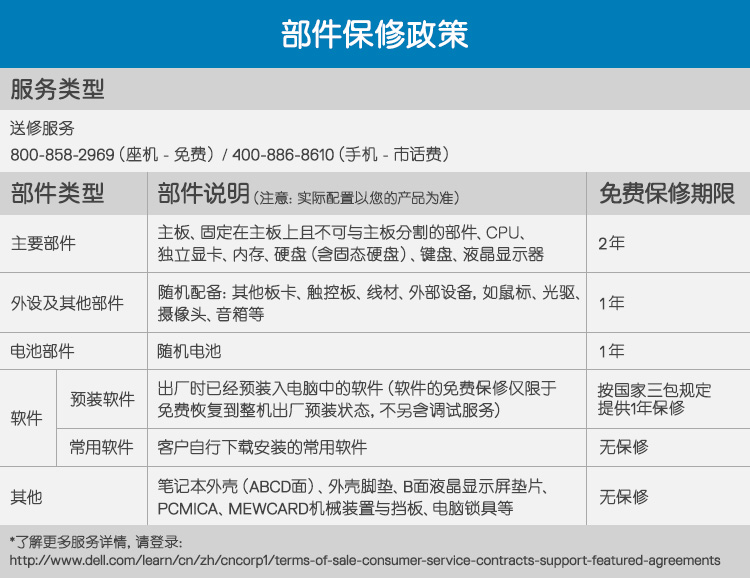 部件保修政策
服务类型
送修服务
800-858-2969（座机 - 免费）/ 400-886-8610（手机 - 市话费）
部件类型 部件说明（注意: 实际配置以您的产品为准） 免费保修期限
主要部件 主板、固定在主板上且不可与主板分割的部件、CPU、
独立显卡、内存、硬盘（含固态硬盘）、键盘、液晶显示器 2年
外设及其他部件 随机配备: 其他板卡、触控板、线材、外部设备, 如鼠标、光驱、
摄像头、音箱等 1年
电池部件 随机电池 1年
软件 预装软件 出厂时已经预装入电脑中的软件（软件的免费保修仅限于
免费恢复到整机出厂预装状态, 不另含调试服务） 按国家三包规定
提供1年保修
常用软件 客户自行下载安装的常用软件 无保修
其他 笔记本外壳（ABCD面）、外壳脚垫、B面液晶显示屏垫片、
PCMICA、MEWCARD机械装置与挡板、电脑锁具等 无保修
*了解更多服务详情, 请登录:
http://www.dell.com/learn/cn/zh/cncorp1/terms-of-sale-consumer-service-contracts-support-featured-agreements